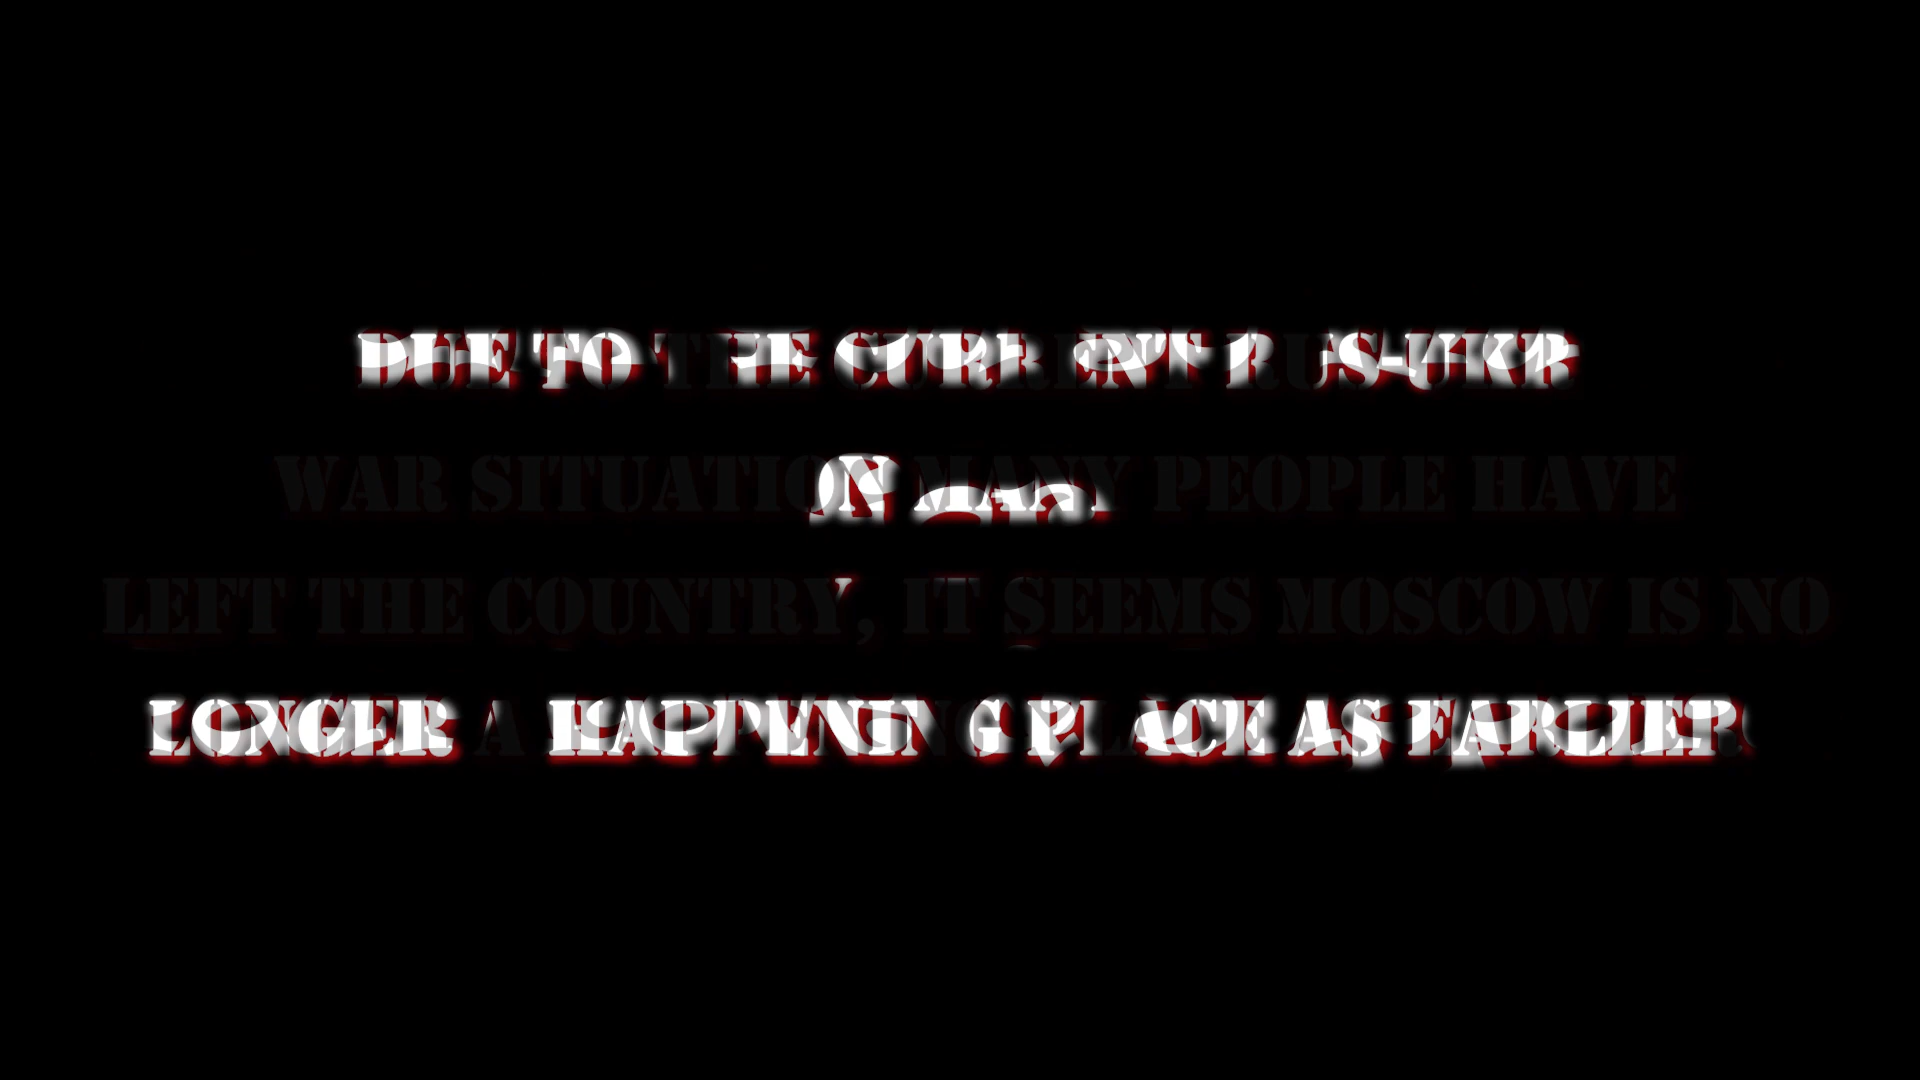 DUE TO THE CURRENT RUS-UKR
WAR SITUATION MANY PEOPLE HAVE
LEFT THE COUNTRY, IT SEEMS MOSCOW IS NO
LONGER A HAPPENING PLACE AS EARLIER